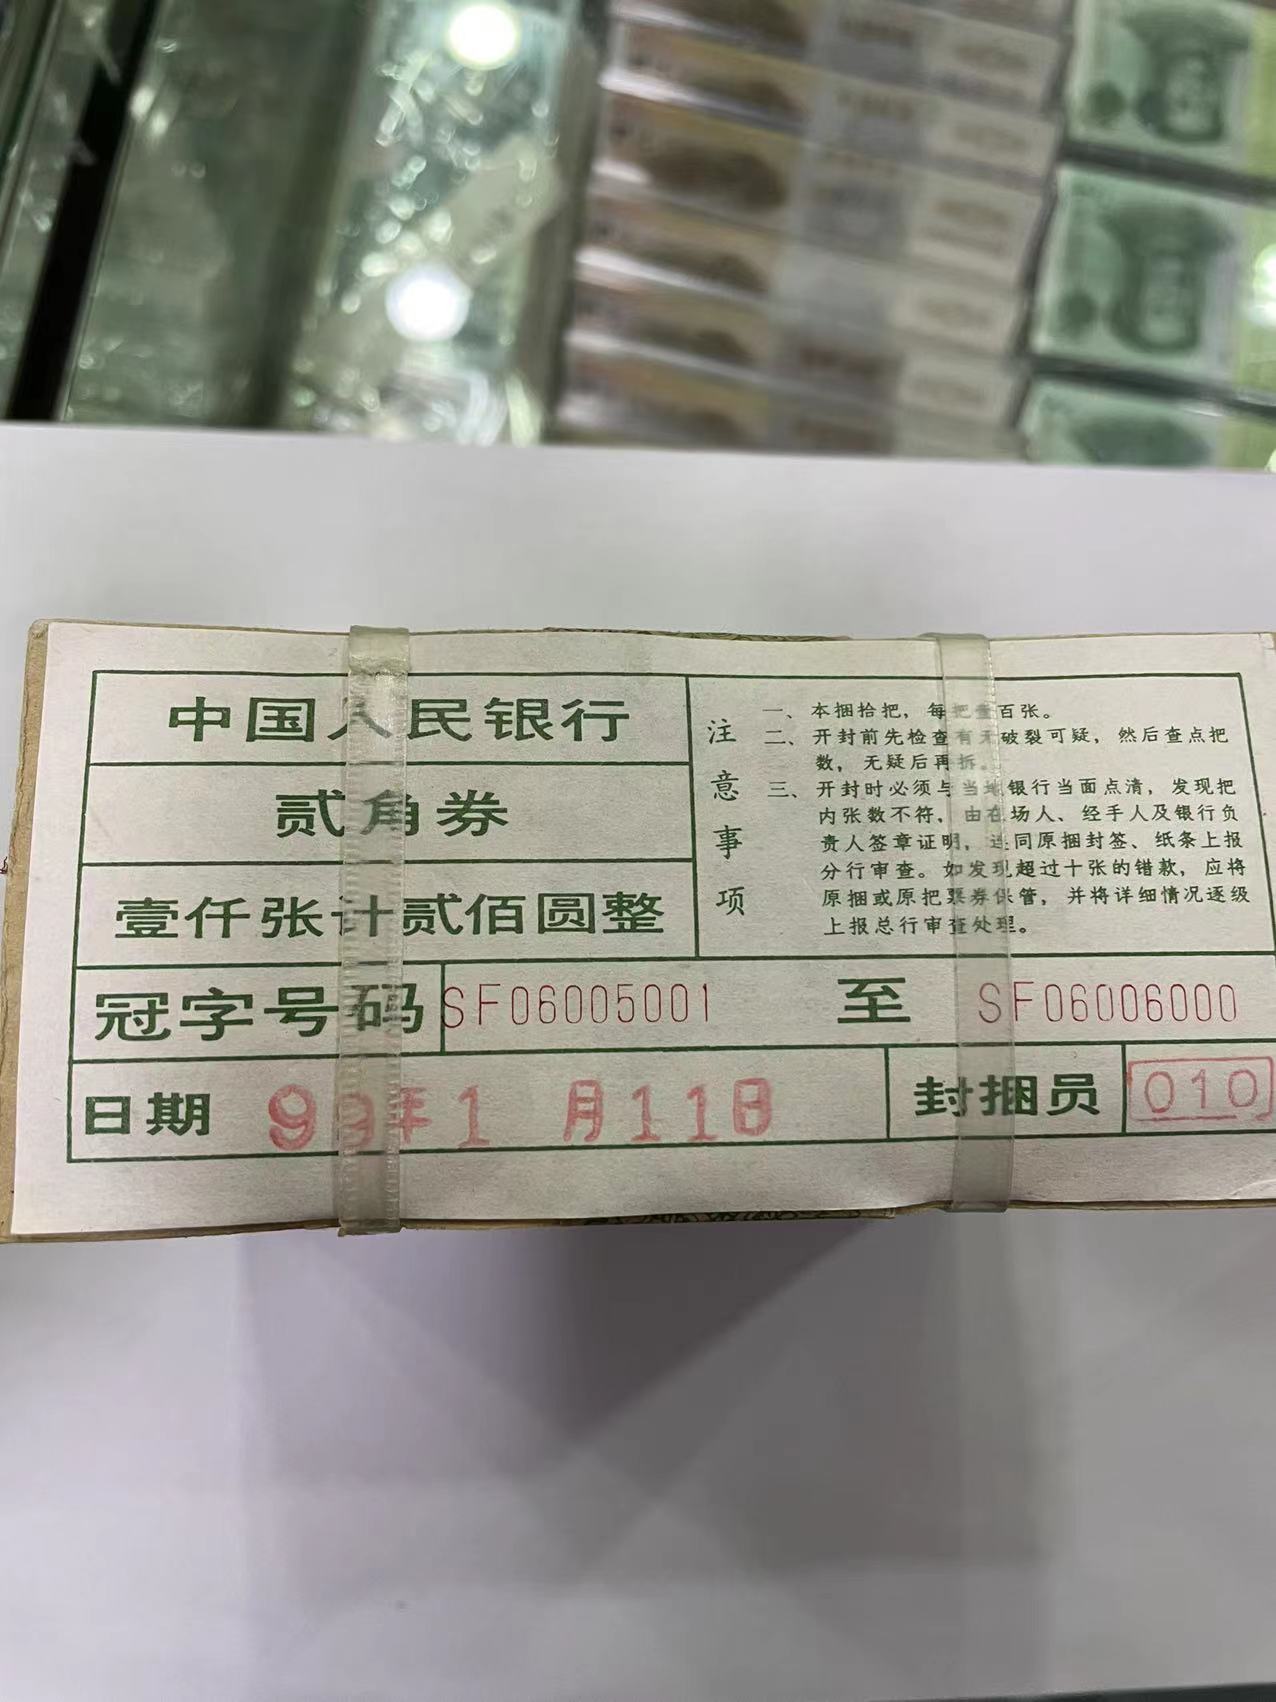 中国人民银行
贰角券
壹仟张计贰佰圆整
注意事项
一、本捆拾把，每把壹百张。
二、开封前先检查有无破裂可疑，然后查点把
数，无疑后再拆。
三、开封时必须与当地银行当面点清，发现把
内张数不符，由在场人、经手人及银行负
责人签章证明，连同原捆封签、纸条上报
分行审查。如发现超过十张的错款，应将
原捆或原把票券保管，并将详细情况逐级
上报总行审查处理。
冠字号码 SF06005001 至 SF06006000
日期 99年1月11日 封捆员 010